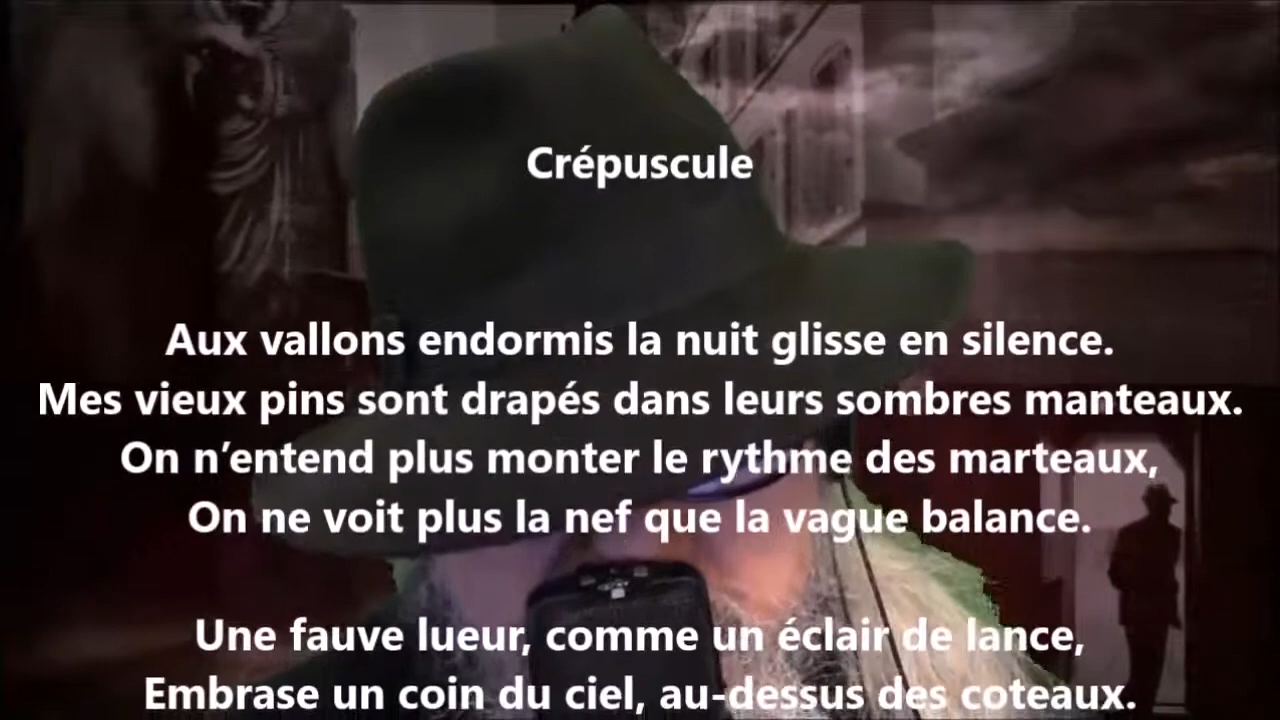 Crépuscule
Aux vallons endormis la nuit glisse en silence.
Mes vieux pins sont drapés dans leurs sombres manteaux.
On n’entend plus monter le rythme des marteaux,
On ne voit plus la nef que la vague balance.
Une fauve lueur, comme un éclair de lance,
Embrase un coin du ciel, au-dessus des coteaux.